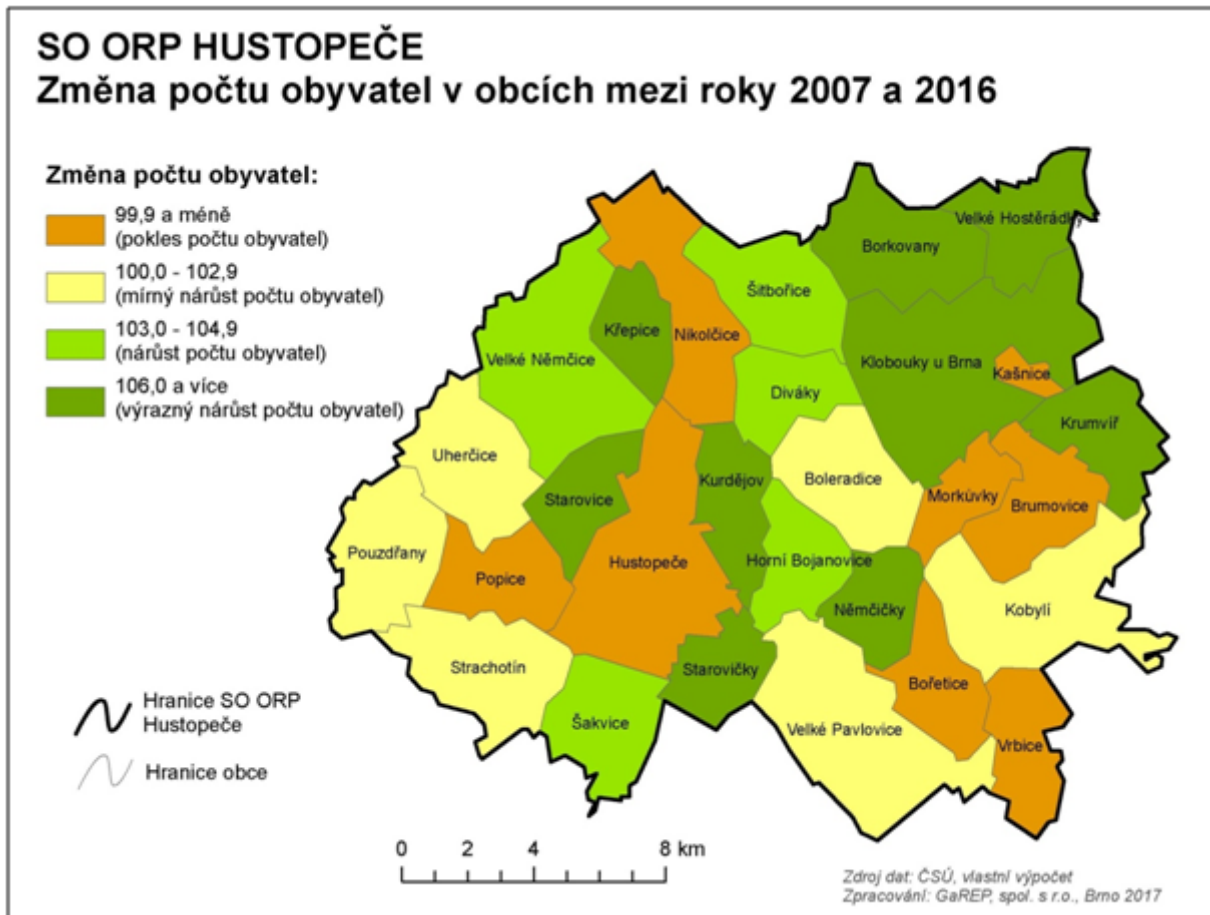 SO ORP HUSTOPEČE
Změna počtu obyvatel v obcích mezi roky 2007 a 2016
Změna počtu obyvatel:
99,9 a méně
(pokles počtu obyvatel)
100,0 - 102,9
(mírný nárůst počtu obyvatel)
103,0 - 104,9
(nárůst počtu obyvatel)
106,0 a více
(výrazný nárůst počtu obyvatel)
Velké Hostěrádky
Borkovany
Šitbořice
Křepice
Nikolčice
Velké Němčice
Klobouky u Brna
Kašnice
Diváky
Krumvíř
Uherčice
Kurdějov
Boleradice
Starovice
Morkůvky
Brumovice
Pouzdřany
Popice
Hustopeče
Horní Bojanovice
Němčičky
Kobylí
Strachotín
Starovičky
Bořetice
Šakvice
Velké Pavlovice
Vrbice
Hranice SO ORP
Hustopeče
Hranice obce
0 2 4 8 km
Zdroj dat: ČSÚ, vlastní výpočet
Zpracování: GaREP, spol. s r.o., Brno 2017